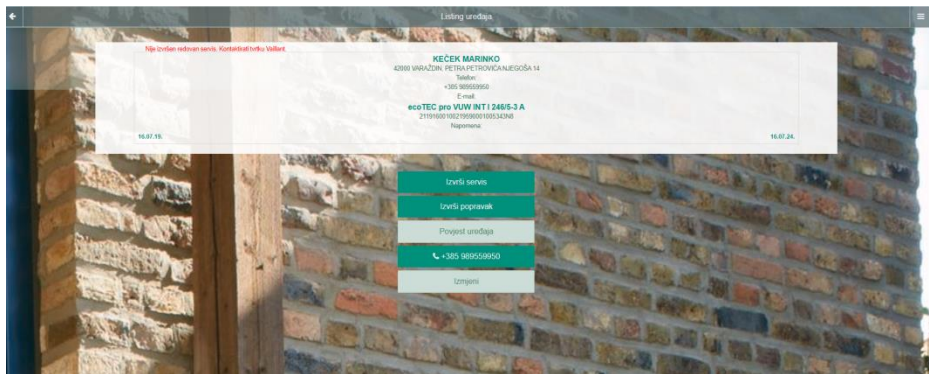 Listing uređaja
Nije izvršen redovan servis. Kontaktirati tvrtku Vaillant.
KEČEK MARINKO
42000 VARAŽDIN, PETRA PETROVIĆA NJEGOŠA 14
Telefon:
+385 989559950
E-mail:
ecoTEC pro VUW INT I 246/5-3 A
Napomena:
16.07.19.
16.07.24.
Izvrši servis
Izvrši popravak
Povjest uređaja
+385 989559950
Izmjeni